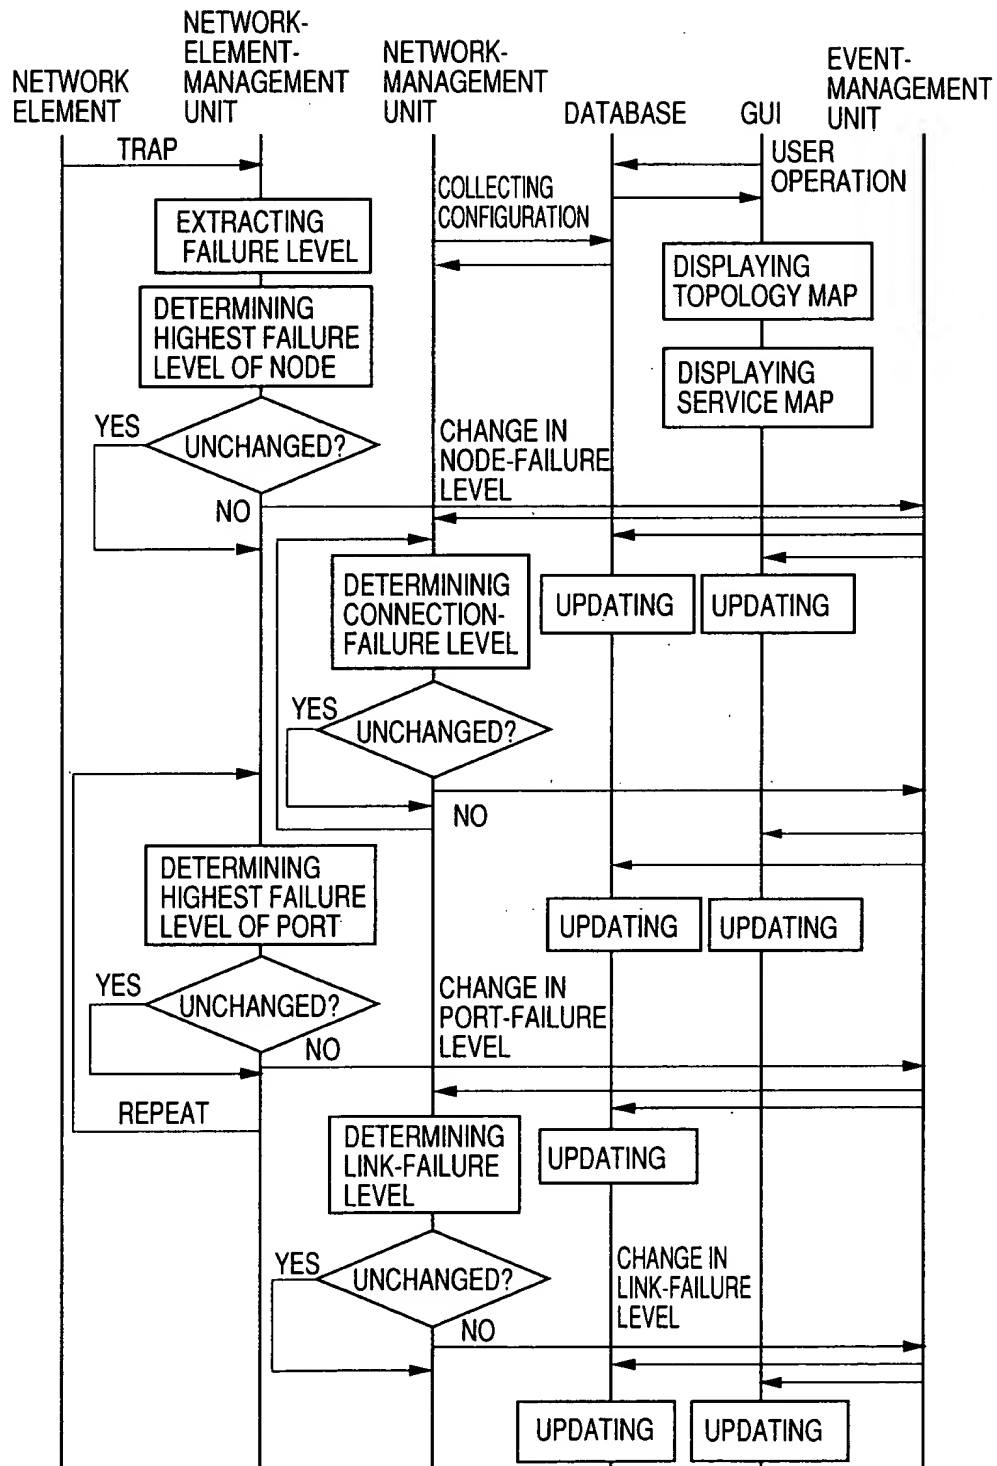 NETWORK
ELEMENT
NETWORK-
ELEMENT-
MANAGEMENT
UNIT
NETWORK-
MANAGEMENT
UNIT
DATABASE
GUI
EVENT-
MANAGEMENT
UNIT
TRAP
USER
OPERATION
COLLECTING
CONFIGURATION
EXTRACTING
FAILURE LEVEL
DISPLAYING
TOPOLOGY MAP
DETERMINING
HIGHEST FAILURE
LEVEL OF NODE
DISPLAYING
SERVICE MAP
YES
UNCHANGED?
NO
CHANGE IN
NODE-FAILURE
LEVEL
DETERMINIG
CONNECTION-
FAILURE LEVEL
UPDATING
UPDATING
YES
UNCHANGED?
NO
DETERMINING
HIGHEST FAILURE
LEVEL OF PORT
UPDATING
UPDATING
YES
UNCHANGED?
NO
CHANGE IN
PORT-FAILURE
LEVEL
REPEAT
DETERMINING
LINK-FAILURE
LEVEL
UPDATING
YES
UNCHANGED?
NO
CHANGE IN
LINK-FAILURE
LEVEL
UPDATING
UPDATING